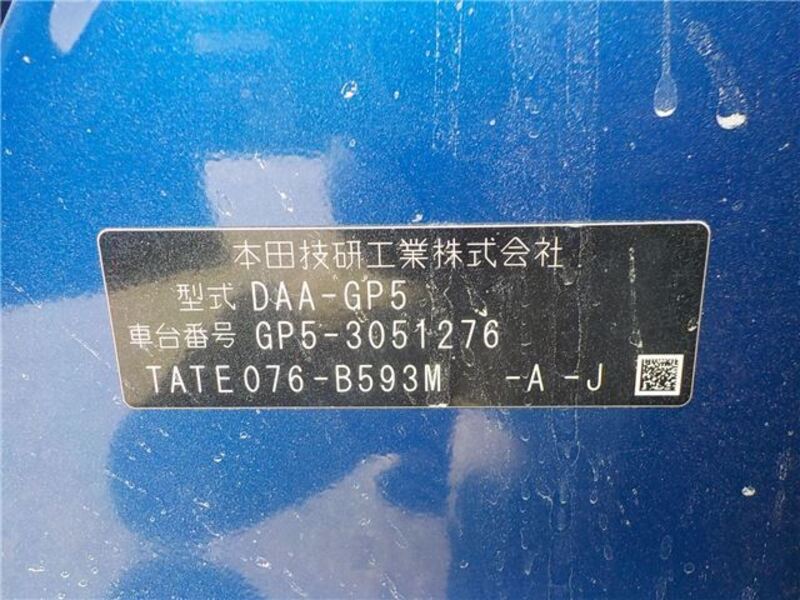 本田技研工業株式会社
型式 DAA-GP5
車台番号 GP5-3051276
TATE076-B593M -A -J